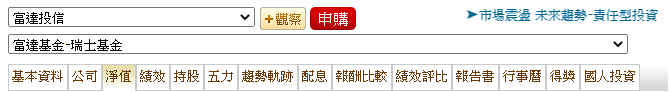 富達投信 +觀察 申購 ➤市場震盪 未來趨勢-責任型投資
富達基金-瑞士基金
基本資料 公司 淨值 績效 持股 五力 趨勢軌跡 配息 報酬比較 績效評比 報告書 行事曆 得獎 國人投資